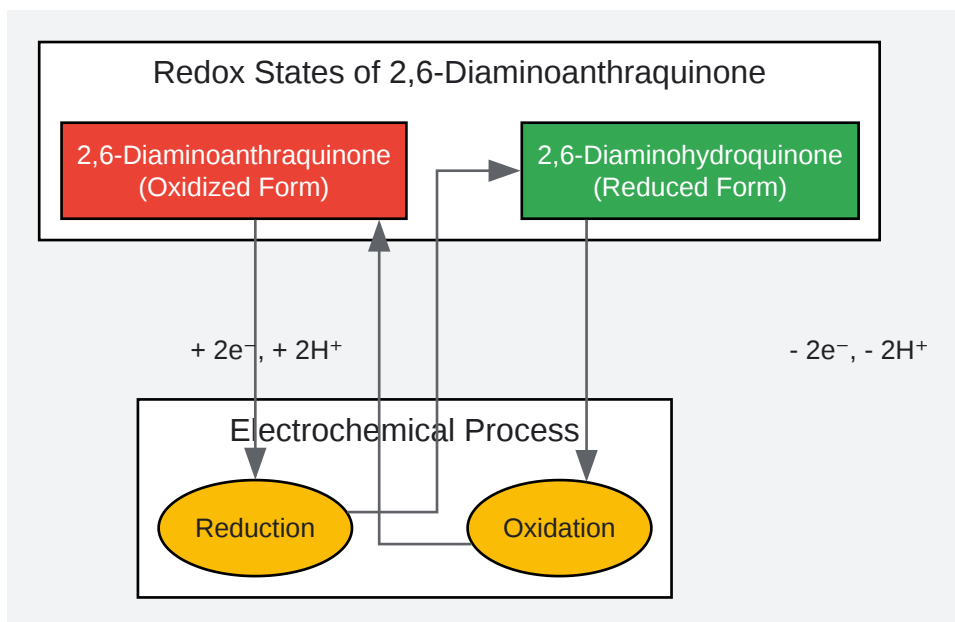 Redox States of 2,6-Diaminoanthraquinone
2,6-Diaminoanthraquinone
(Oxidized Form)
2,6-Diaminohydroquinone
(Reduced Form)
+ 2e⁻, + 2H⁺
- 2e⁻, - 2H⁺
Electrochemical Process
Reduction
Oxidation